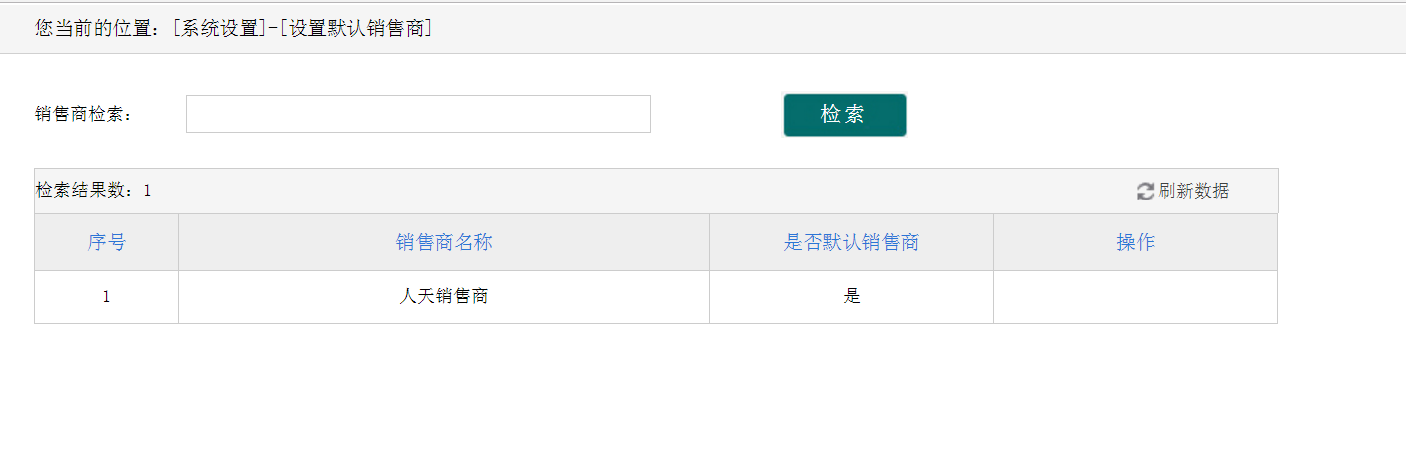 您当前的位置：[系统设置]-[设置默认销售商]
销售商检索：
检索
检索结果数：1
刷新数据
序号 销售商名称 是否默认销售商 操作
1 人天销售商 是